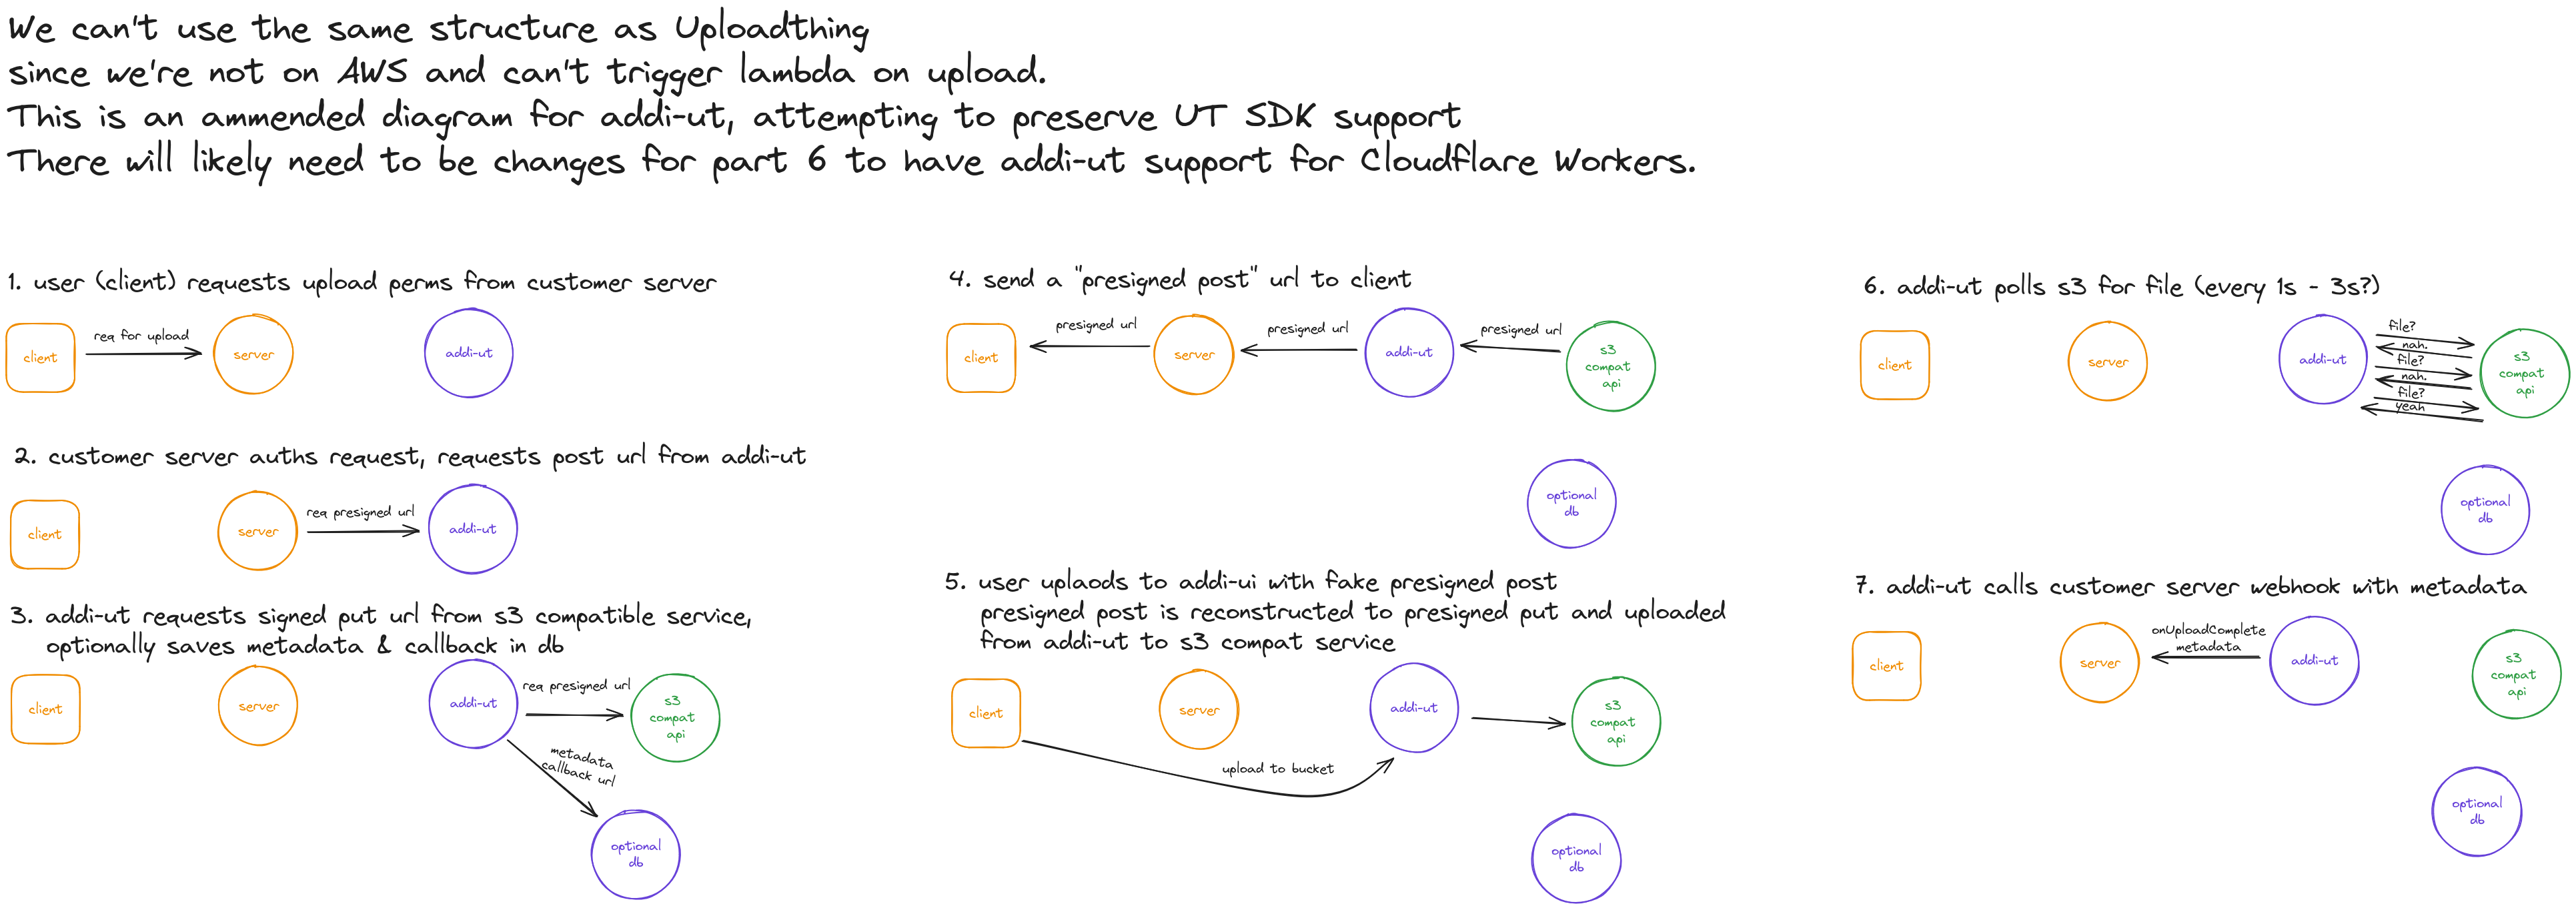 We can't use the same structure as Uploadthing
since we're not on AWS and can't trigger lambda on upload.
This is an ammended diagram for addi-ut, attempting to preserve UT SDK support
There will likely need to be changes for part 6 to have addi-ut support for Cloudflare Workers.
1. user (client) requests upload perms from customer server
client
req for upload
server
addi-ut
2. customer server auths request, requests post url from addi-ut
client
server
req presigned url
addi-ut
3. addi-ut requests signed put url from s3 compatible service,
optionally saves metadata & callback in db
client
server
addi-ut
req presigned url
s3
compat
api
metadata
callback url
optional
db
4. send a "presigned post" url to client
client
presigned url
server
presigned url
addi-ut
presigned url
s3
compat
api
optional
db
5. user uplaods to addi-ui with fake presigned post
presigned post is reconstructed to presigned put and uploaded
from addi-ut to s3 compat service
client
server
addi-ut
s3
compat
api
upload to bucket
optional
db
6. addi-ut polls s3 for file (every 1s - 3s?)
client
server
addi-ut
file?
nah.
file?
nah.
file?
yeah
s3
compat
api
optional
db
7. addi-ut calls customer server webhook with metadata
client
server
onUploadComplete
metadata
addi-ut
s3
compat
api
optional
db